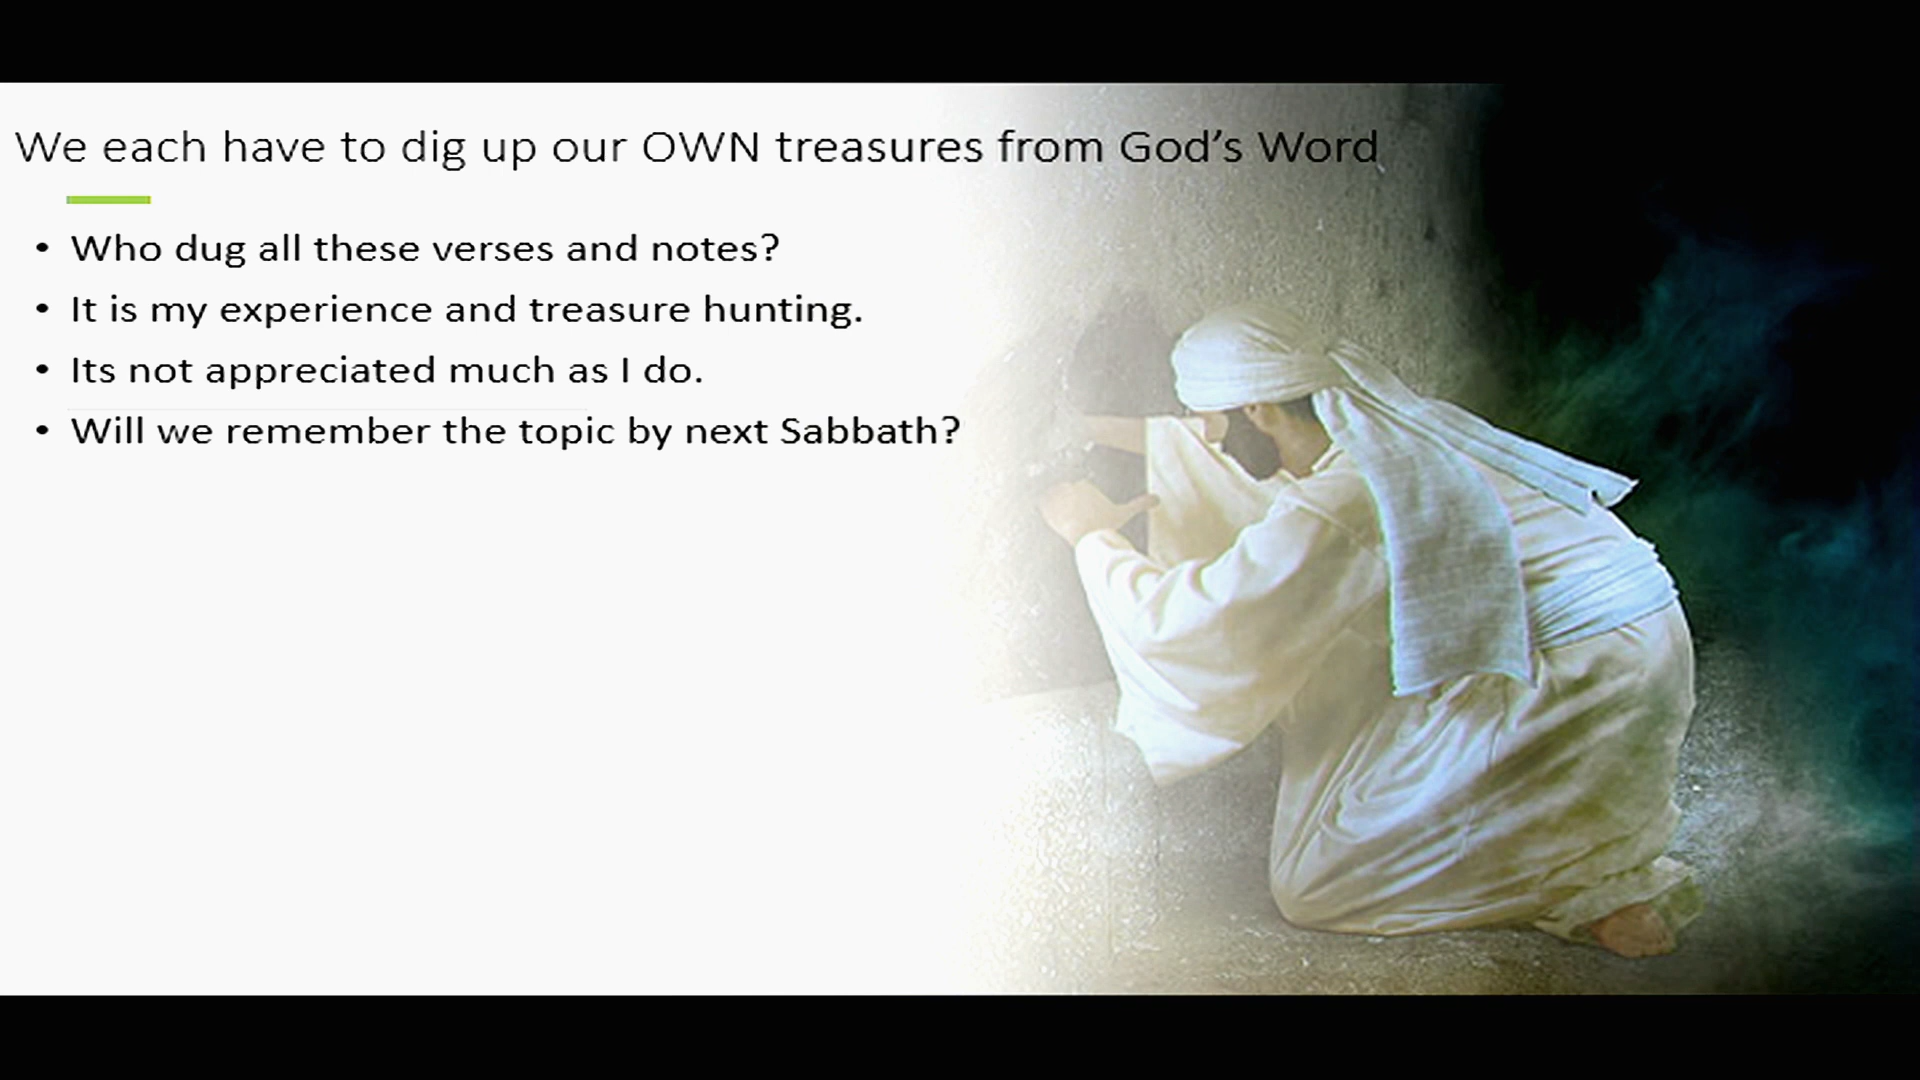 We each have to dig up our OWN treasures from God’s Word
• Who dug all these verses and notes?
• It is my experience and treasure hunting.
• Its not appreciated much as I do.
• Will we remember the topic by next Sabbath?